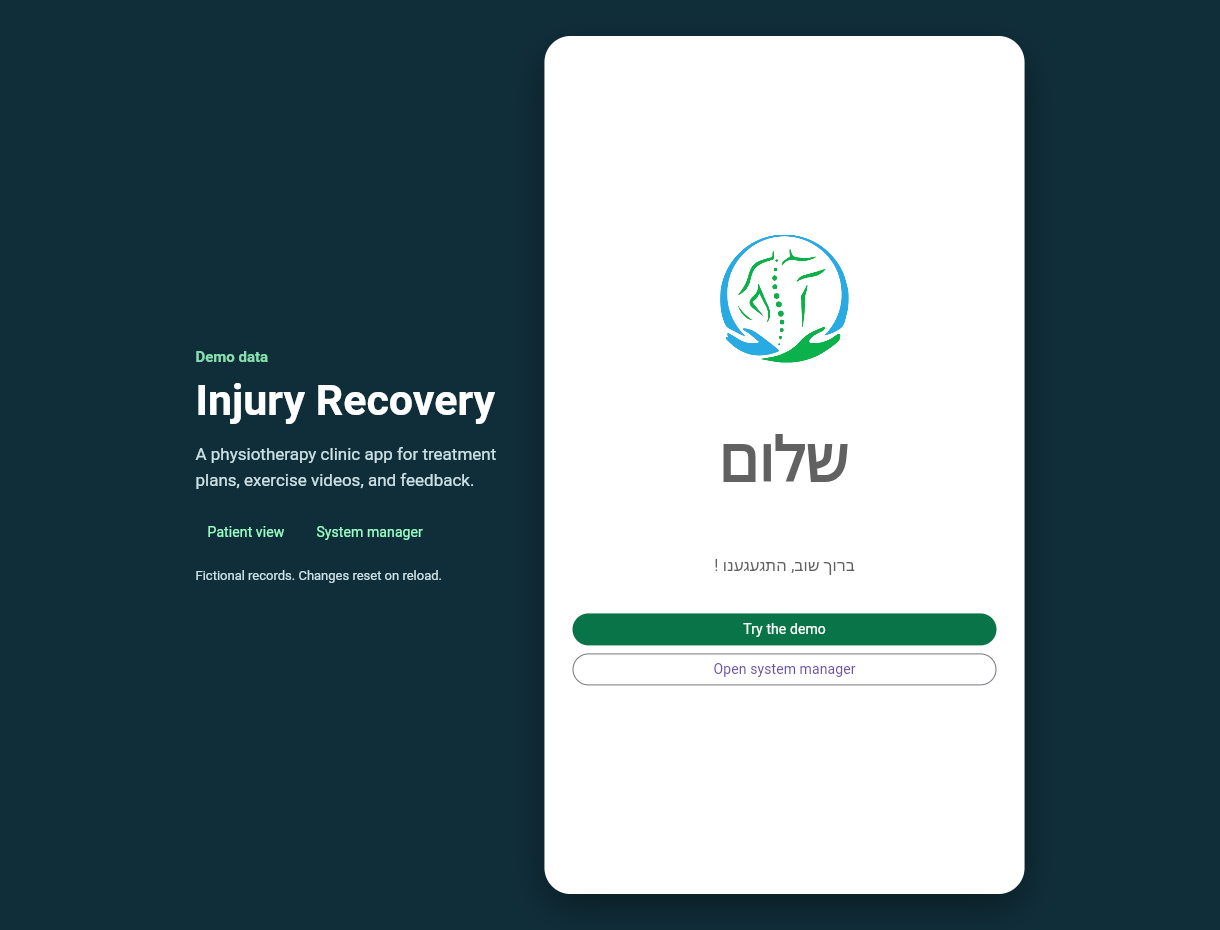 Demo data
Injury Recovery
A physiotherapy clinic app for treatment
plans, exercise videos, and feedback.
Patient view
System manager
Fictional records. Changes reset on reload.
שלום
ברוך שוב, התגעגענו !
Try the demo
Open system manager